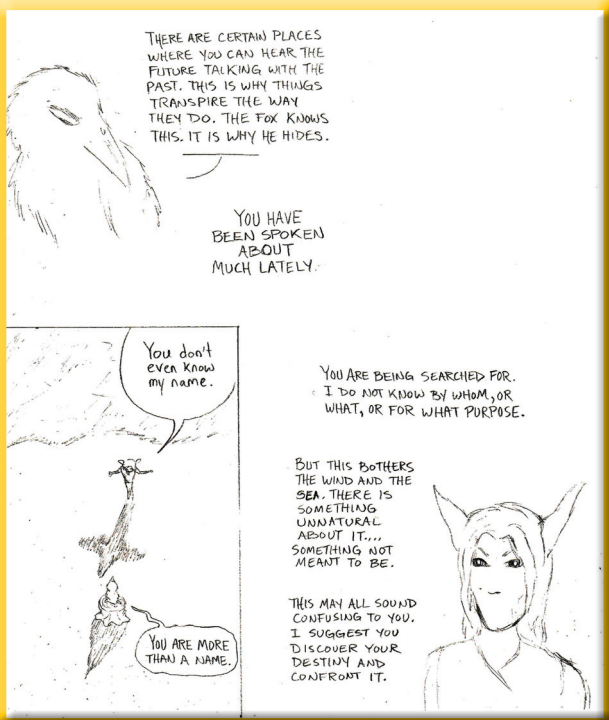 THERE ARE CERTAIN PLACES
WHERE YOU CAN HEAR THE
FUTURE TALKING WITH THE
PAST. THIS IS WHY THINGS
TRANSPIRE THE WAY
THEY DO. THE FOX KNOWS
THIS. IT IS WHY HE HIDES.
YOU HAVE
BEEN SPOKEN
ABOUT
MUCH LATELY.
You don't
even know
my name.
YOU ARE MORE
THAN A NAME.
YOU ARE BEING SEARCHED FOR.
I DO NOT KNOW BY WHOM, OR
WHAT, OR FOR WHAT PURPOSE.
BUT THIS BOTHERS
THE WIND AND THE
SEA. THERE IS
SOMETHING
UNNATURAL
ABOUT IT....
SOMETHING NOT
MEANT TO BE.
THIS MAY ALL SOUND
CONFUSING TO YOU.
I SUGGEST YOU
DISCOVER YOUR
DESTINY AND
CONFRONT IT.